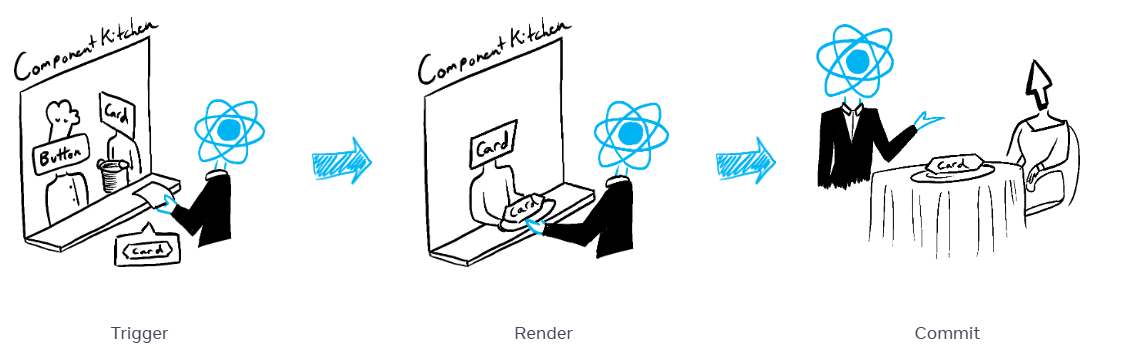 Component Kitchen
Card
Button
Card
Trigger
Component Kitchen
Card
Card
Render
Card
Commit